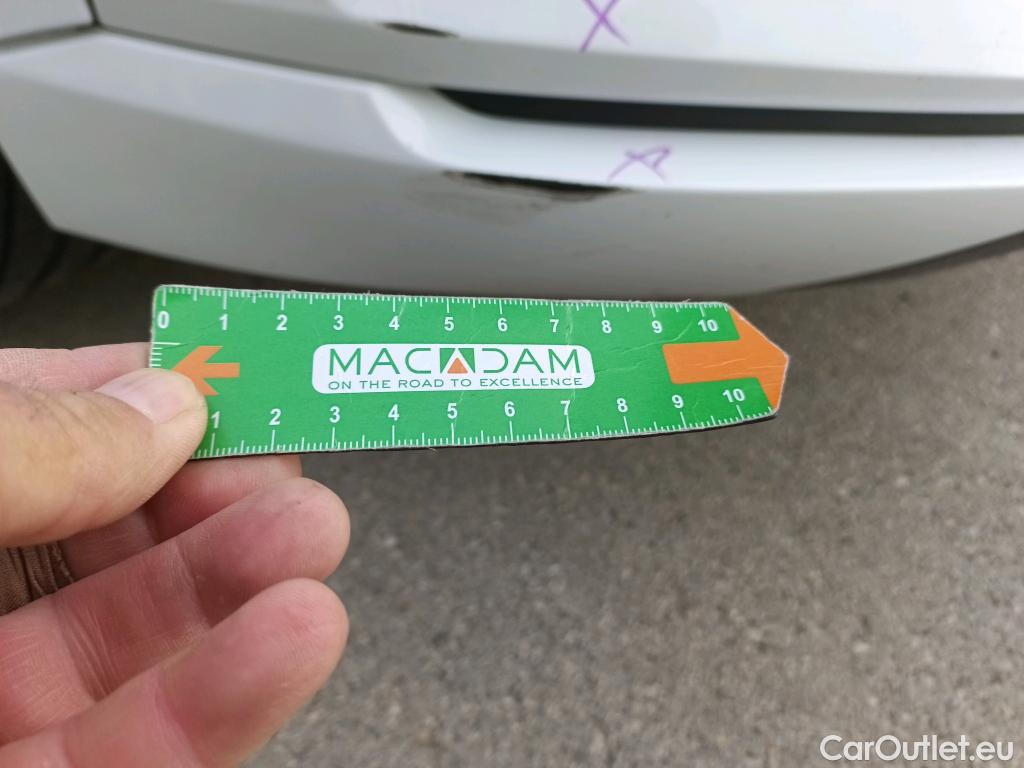 X
X
0 1 2 3 4 5 6 7 8 9 10
MACADAM
ON THE ROAD TO EXCELLENCE
1 2 3 4 5 6 7 8 9 10
CarOutlet.eu